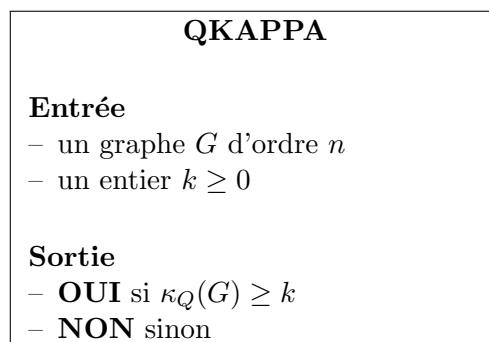 QKAPPA
Entrée
– un graphe G d'ordre n
– un entier k ≥ 0
Sortie
– OUI si κ_Q(G) ≥ k
– NON sinon